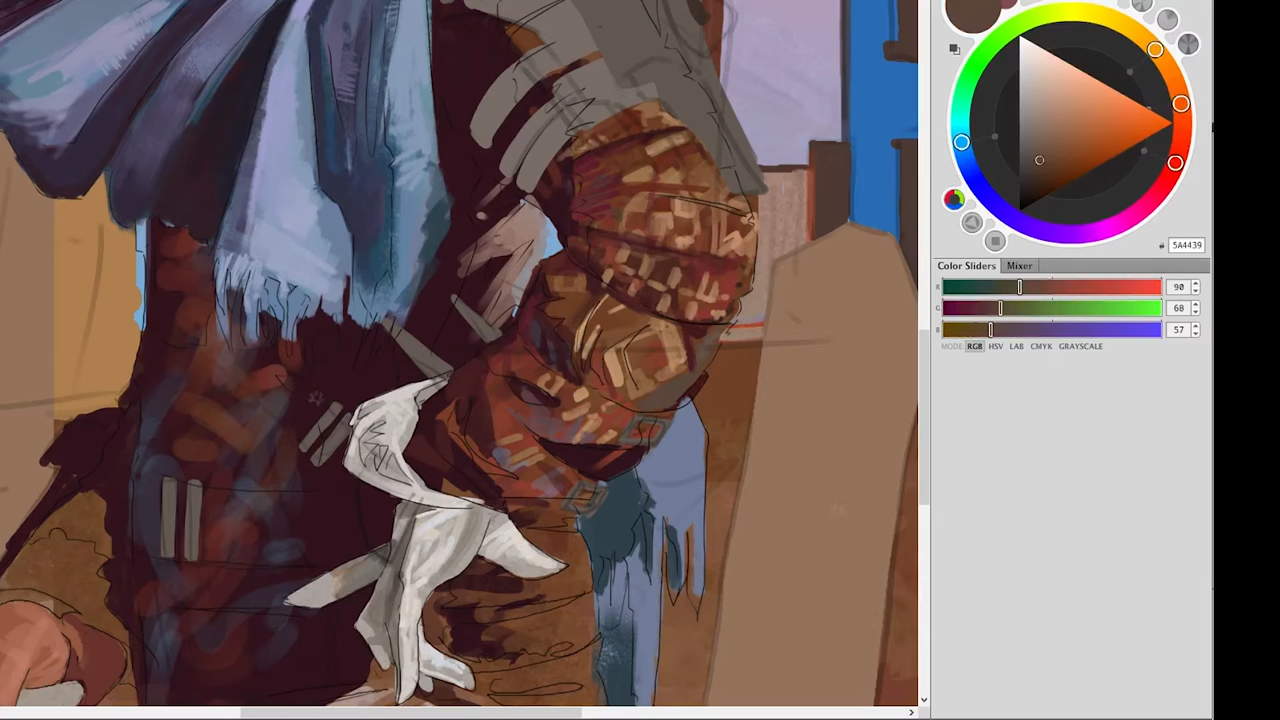 # 5A4439
Color Sliders Mixer
R 90
G 68
B 57
MODE RGB HSV LAB CMYK GRAYSCALE